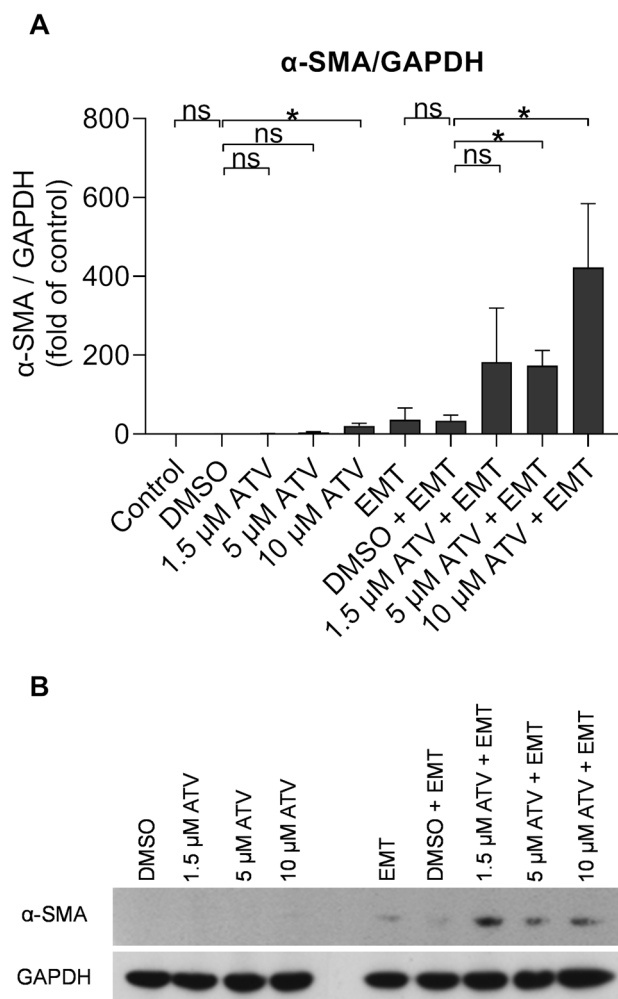 A
α-SMA/GAPDH
α-SMA / GAPDH
(fold of control)
800
600
400
200
0
ns
*
ns
*
ns
*
ns
ns
Control
DMSO
1.5 µM ATV
5 µM ATV
10 µM ATV
EMT
DMSO + EMT
1.5 µM ATV + EMT
5 µM ATV + EMT
10 µM ATV + EMT
B
DMSO
1.5 µM ATV
5 µM ATV
10 µM ATV
EMT
DMSO + EMT
1.5 µM ATV + EMT
5 µM ATV + EMT
10 µM ATV + EMT
α-SMA
GAPDH